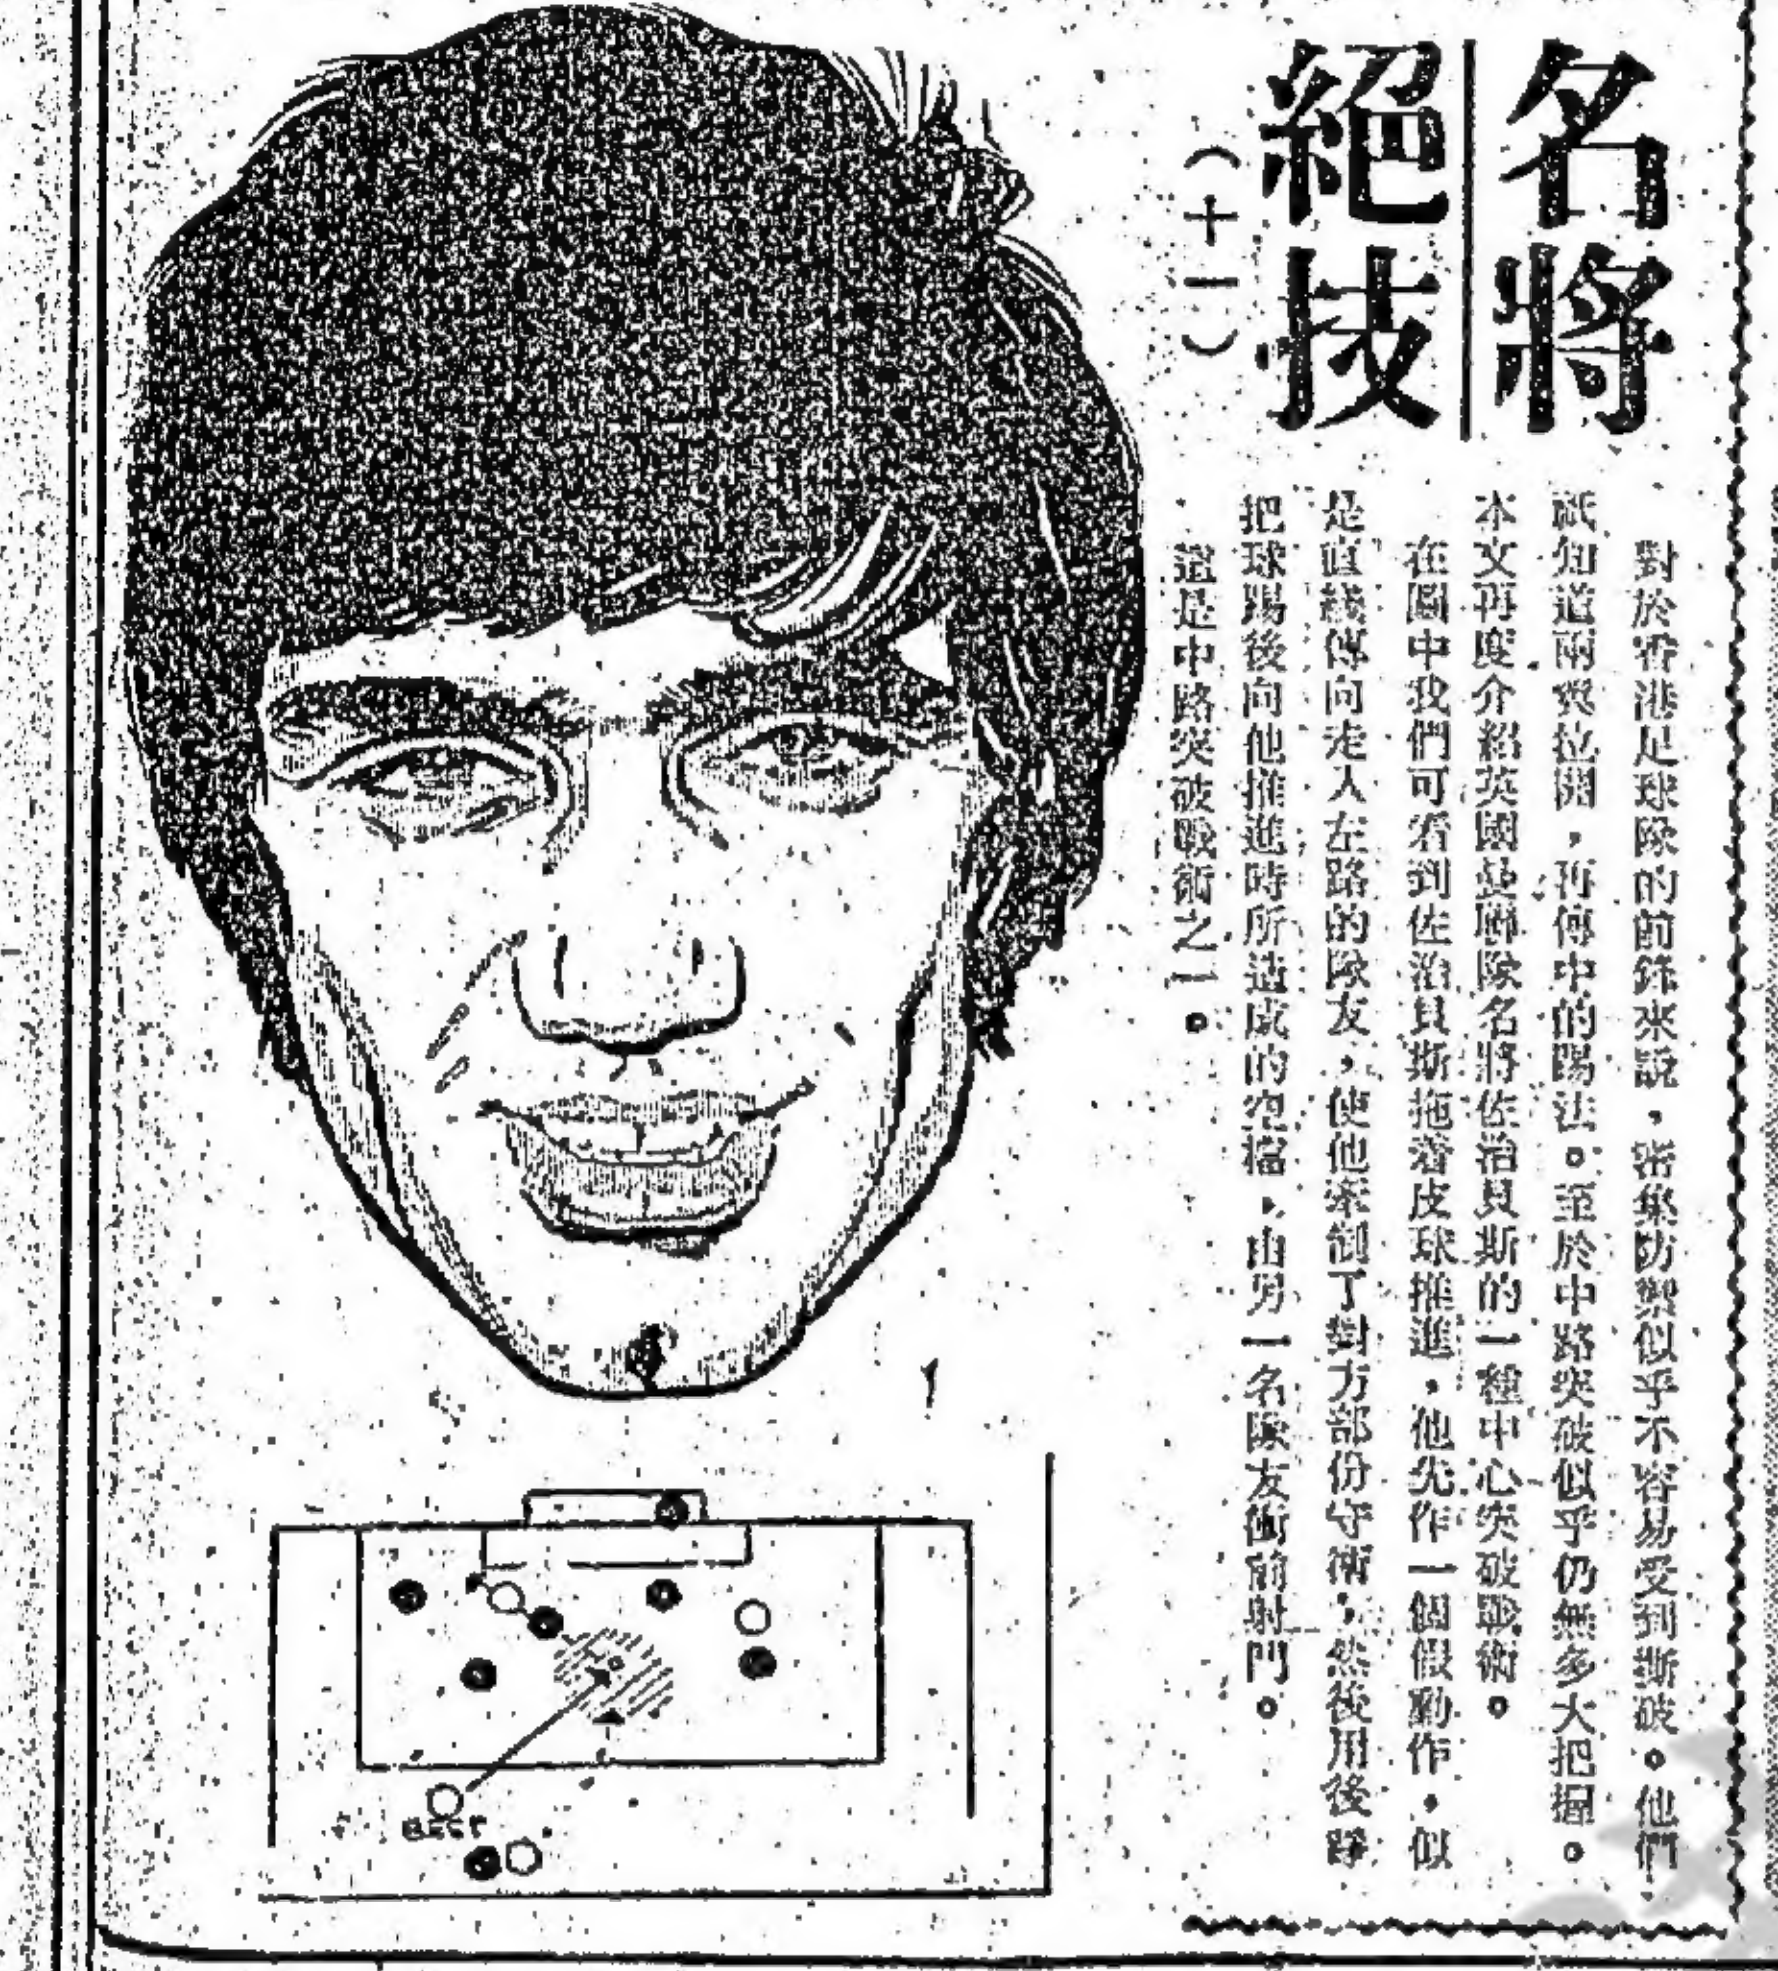 名將
絕技
(十一)
對於香港足球隊的前鋒來説，密集防禦似乎不容易受到撕破。他們
祇知道兩翼拉開，再傳中的踢法。至於中路突破似乎仍無多大把握。
本文再度介紹英國曼聯隊名將佐治貝斯的一種中心突破戰術。
在圖中我們可看到佐治貝斯拖着皮球推進，他先作一個假動作，似
是直綫傳向走入左路的隊友，使他牽制了對方部份守衛，然後用後踭
把球踢後向他推進時所造成的空檔，由另一名隊友衝前射門。
這是中路突破戰術之一。
BEST